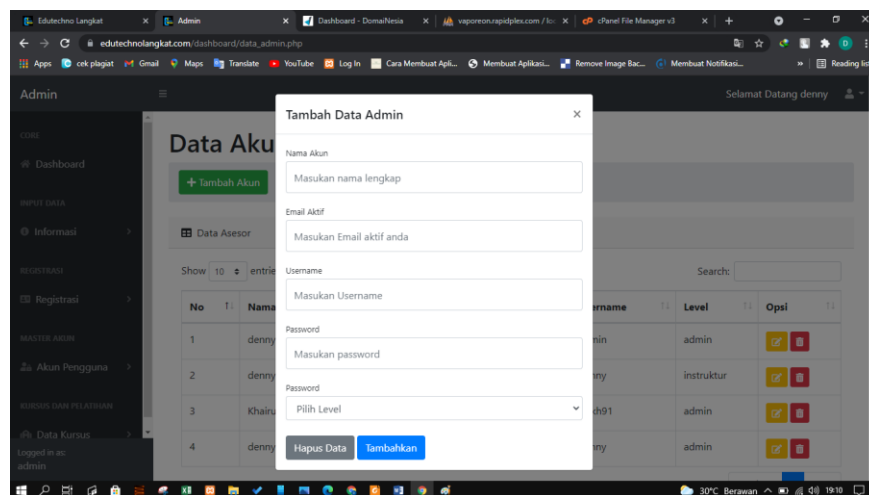 Edutechno Langkat
Admin
Dashboard - DomaiNesia
vaporeon.rapidplex.com / lo
cPanel File Manager v3
edutechnolangkat.com/dashboard/data_admin.php
Apps
cek plagiat
Gmail
Maps
Translate
YouTube
Log In
Cara Membuat Apli...
Membuat Aplikasi...
Remove Image Bac...
Membuat Notifikasi...
Reading list
Admin
Selamat Datang denny
CORE
Dashboard
INPUT DATA
Informasi
REGISTRASI
Registrasi
MASTER AKUN
Akun Pengguna
KURSUS DAN PELATIHAN
Data Kursus
Logged in as:
admin
Data Aku
+ Tambah Akun
Data Asesor
Show 10 entrie
Search:
No Nama ername Level Opsi
1 denny min admin
2 denny nny instruktur
3 Khairu kh91 admin
4 denny nny admin
Tambah Data Admin ×
Nama Akun
Masukan nama lengkap
Email Aktif
Masukan Email aktif anda
Username
Masukan Username
Password
Masukan password
Password
Pilih Level
Hapus Data Tambahkan
30°C Berawan 19:10